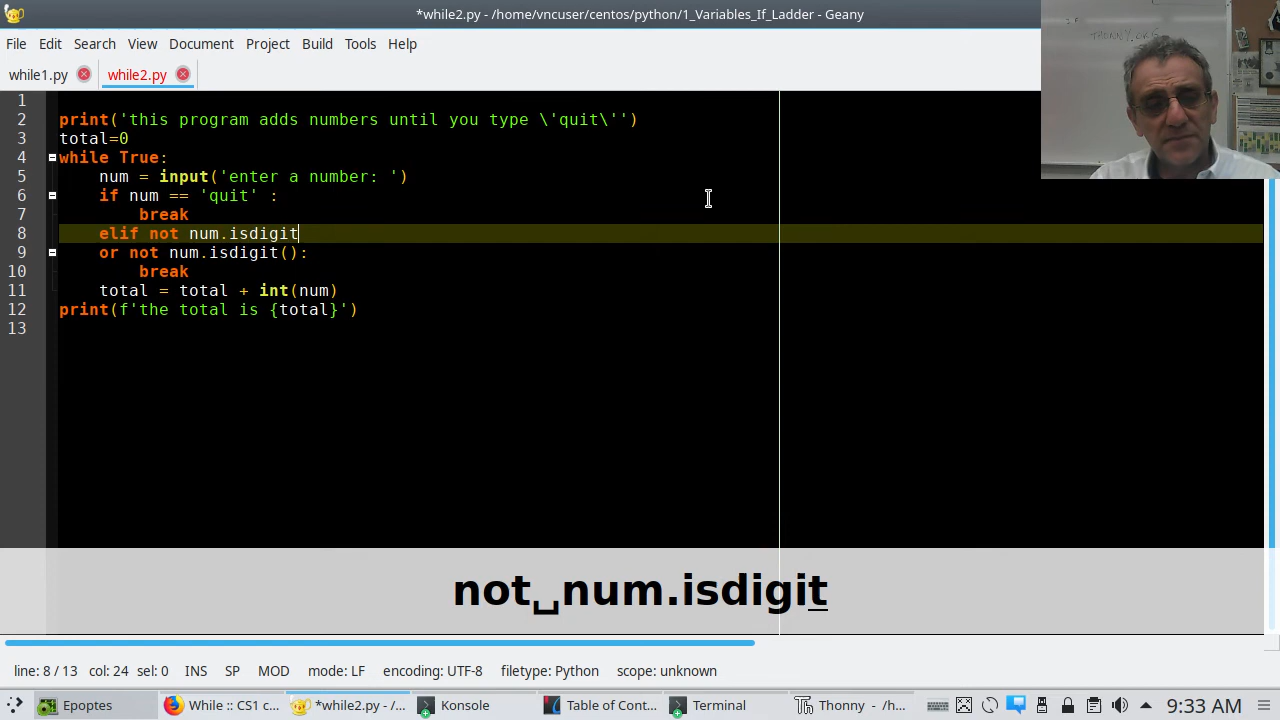 *while2.py - /home/vncuser/centos/python/1_Variables_If_Ladder - Geany
File Edit Search View Document Project Build Tools Help
while1.py while2.py
1
2 print('this program adds numbers until you type \'quit\'')
3 total=0
4 while True:
5 num = input('enter a number: ')
6 if num == 'quit' :
7 break
8 elif not num.isdigit
9 or not num.isdigit():
10 break
11 total = total + int(num)
12 print(f'the total is {total}')
13
not␣num.isdigit
line: 8 / 13 col: 24 sel: 0 INS SP MOD mode: LF encoding: UTF-8 filetype: Python scope: unknown
Epoptes While :: CS1 c... *while2.py - /... Konsole Table of Cont... Terminal Thonny - /h... 9:33 AM